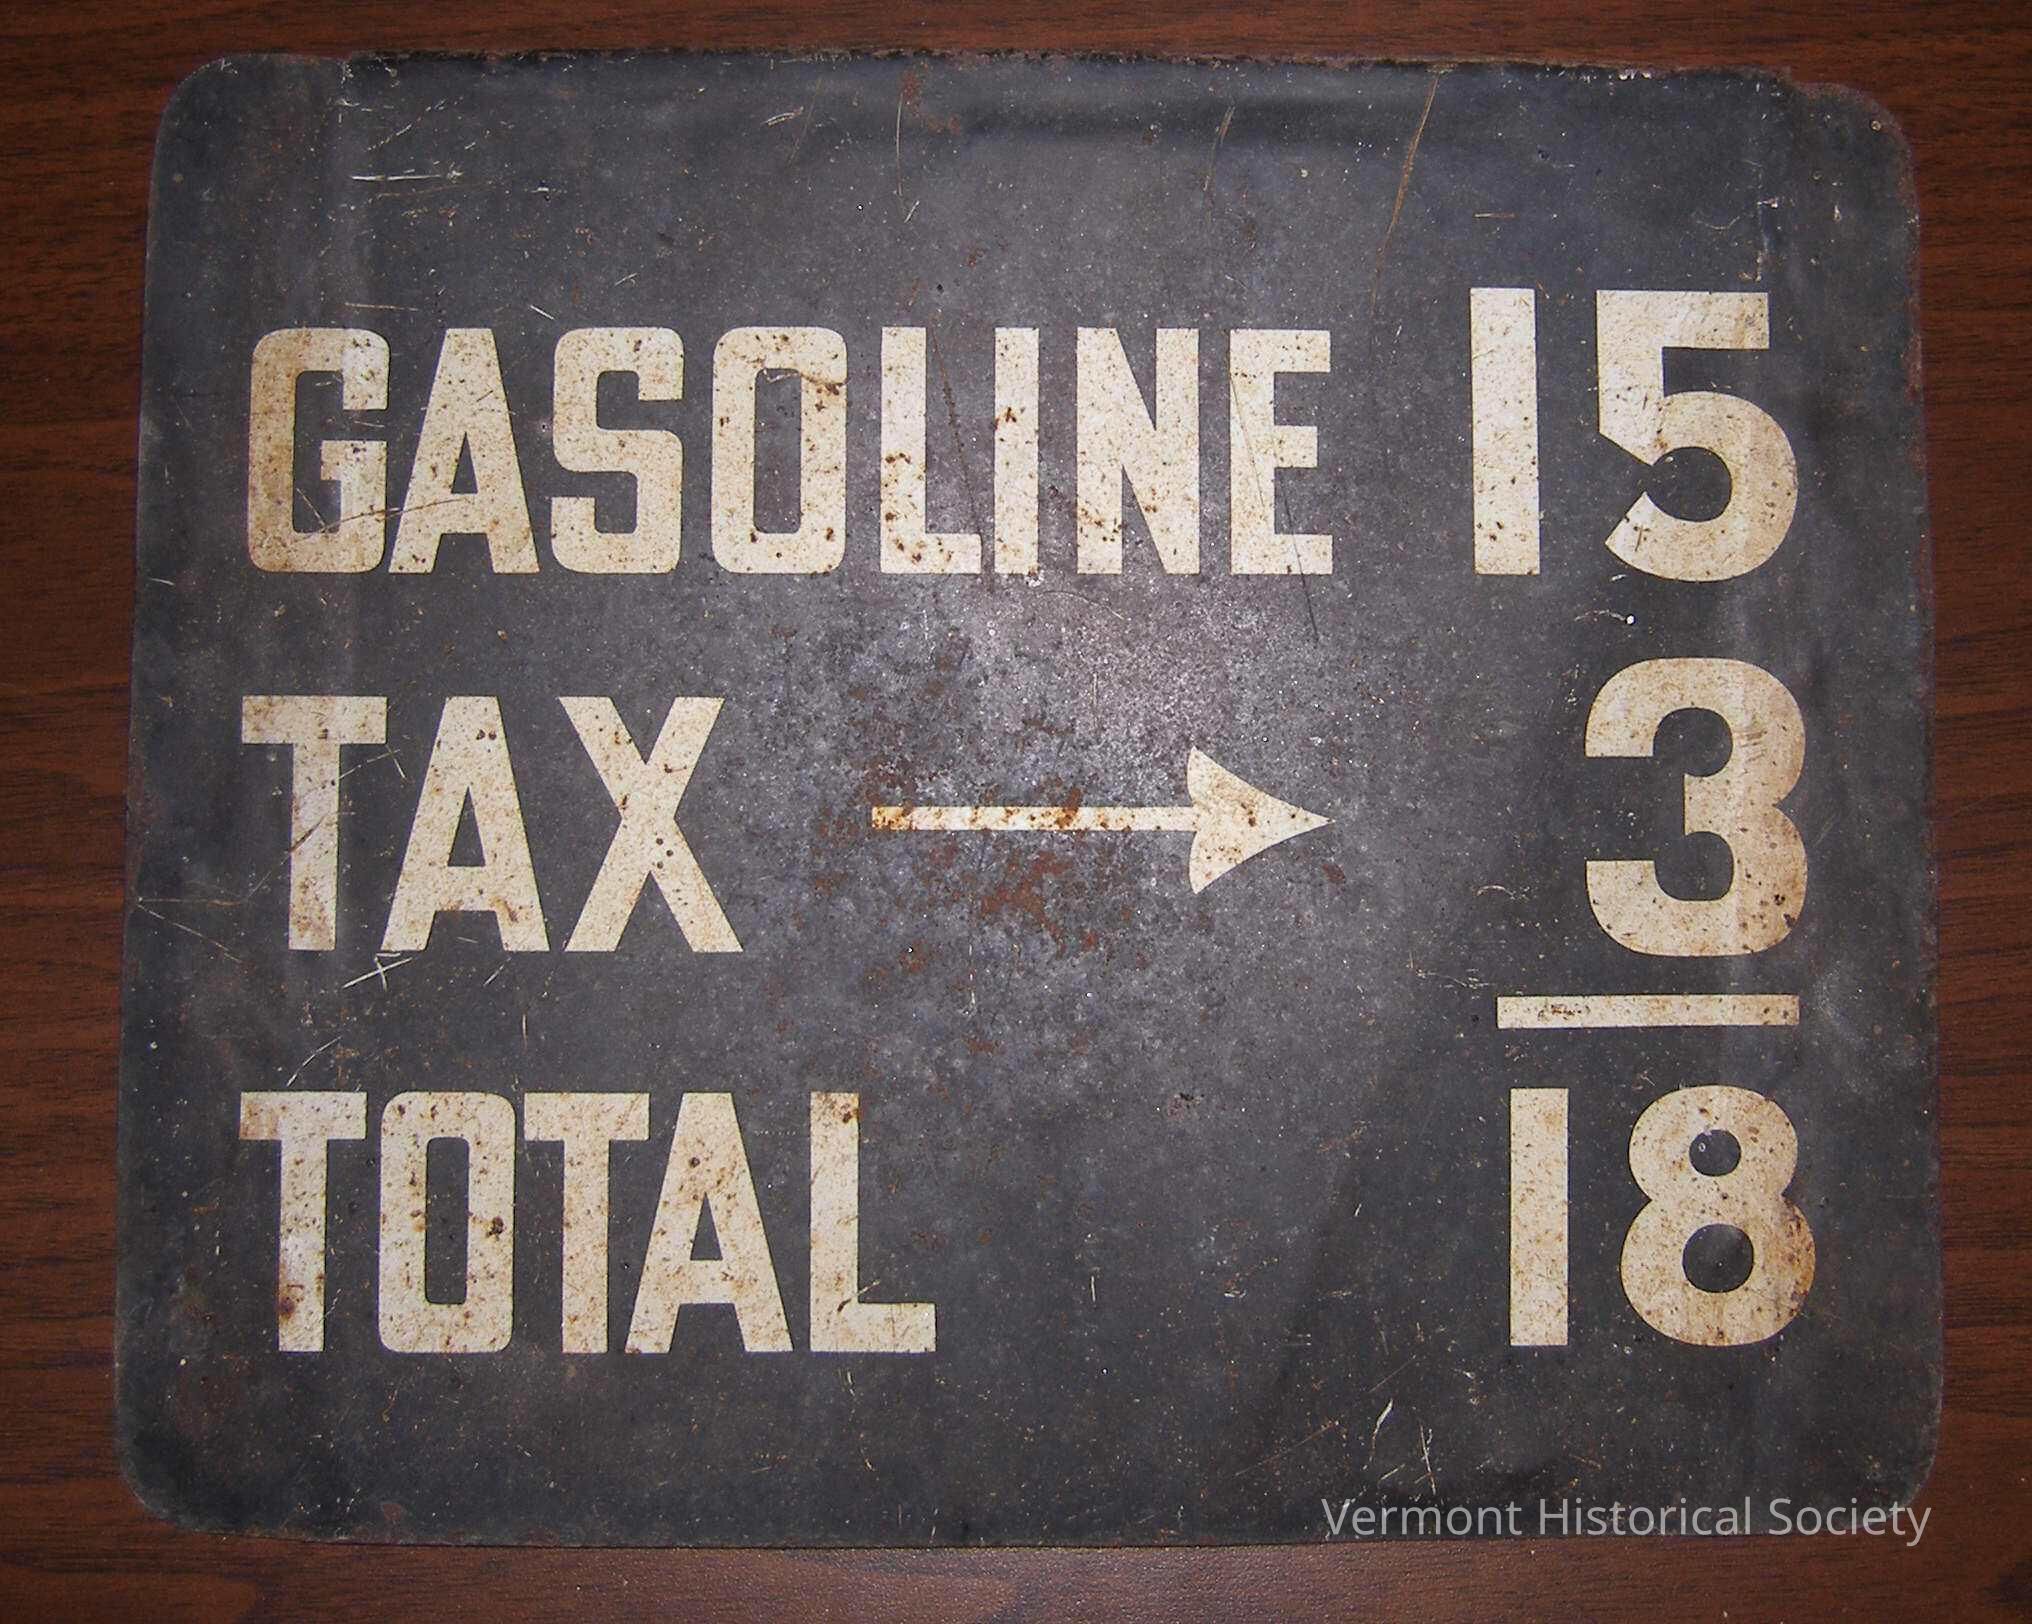 GASOLINE 15
TAX → 3
TOTAL 18
Vermont Historical Society